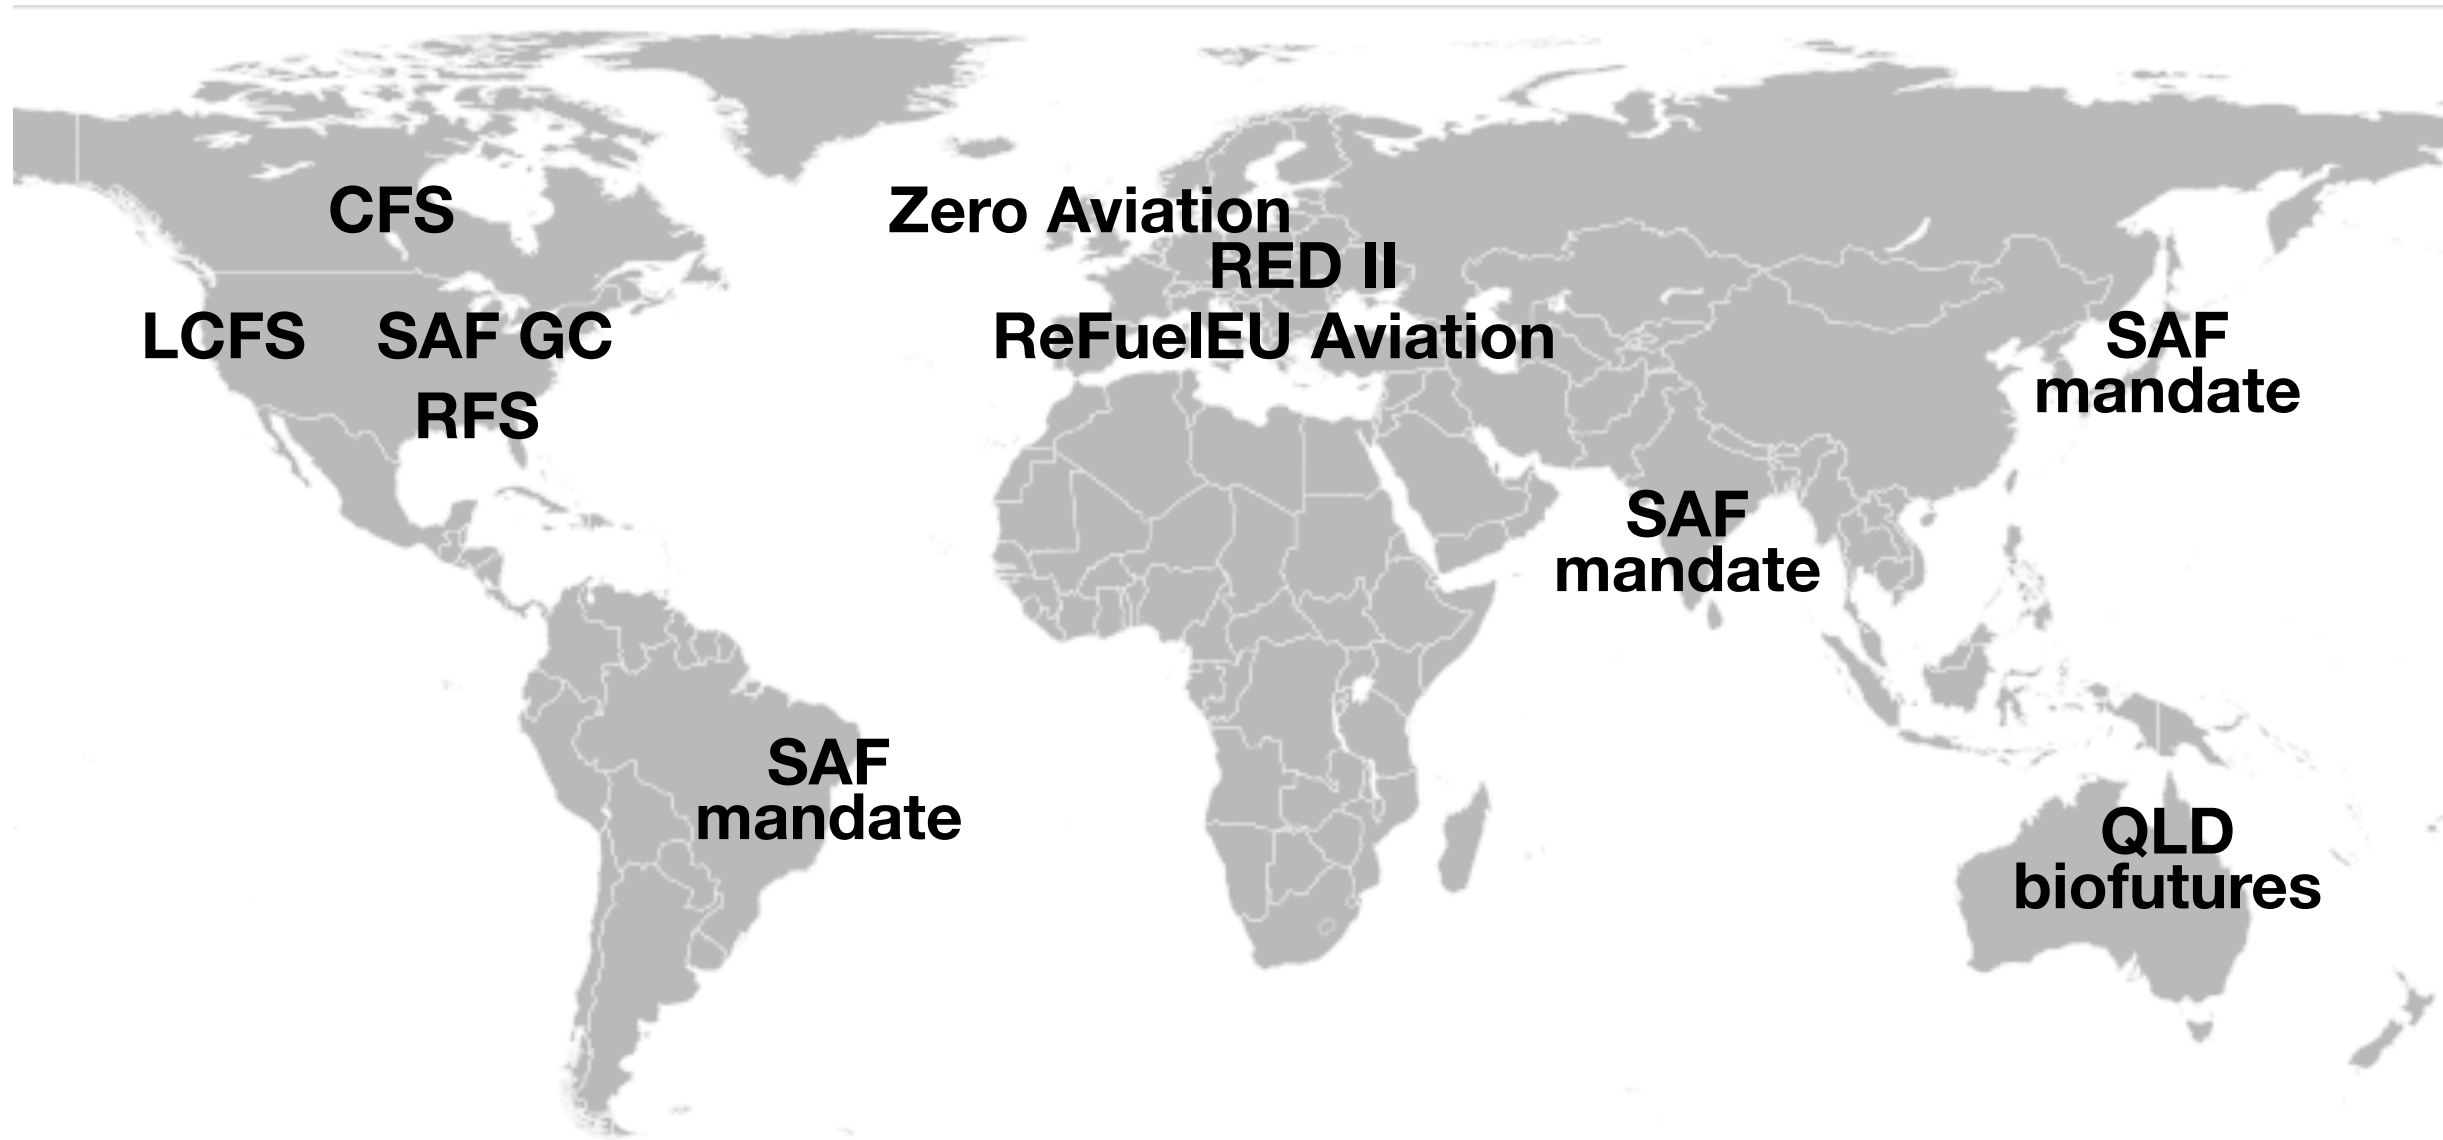 CFS
Zero Aviation
RED II
LCFS
SAF GC
ReFuelEU Aviation
SAF
mandate
RFS
SAF
mandate
SAF
mandate
QLD
biofutures